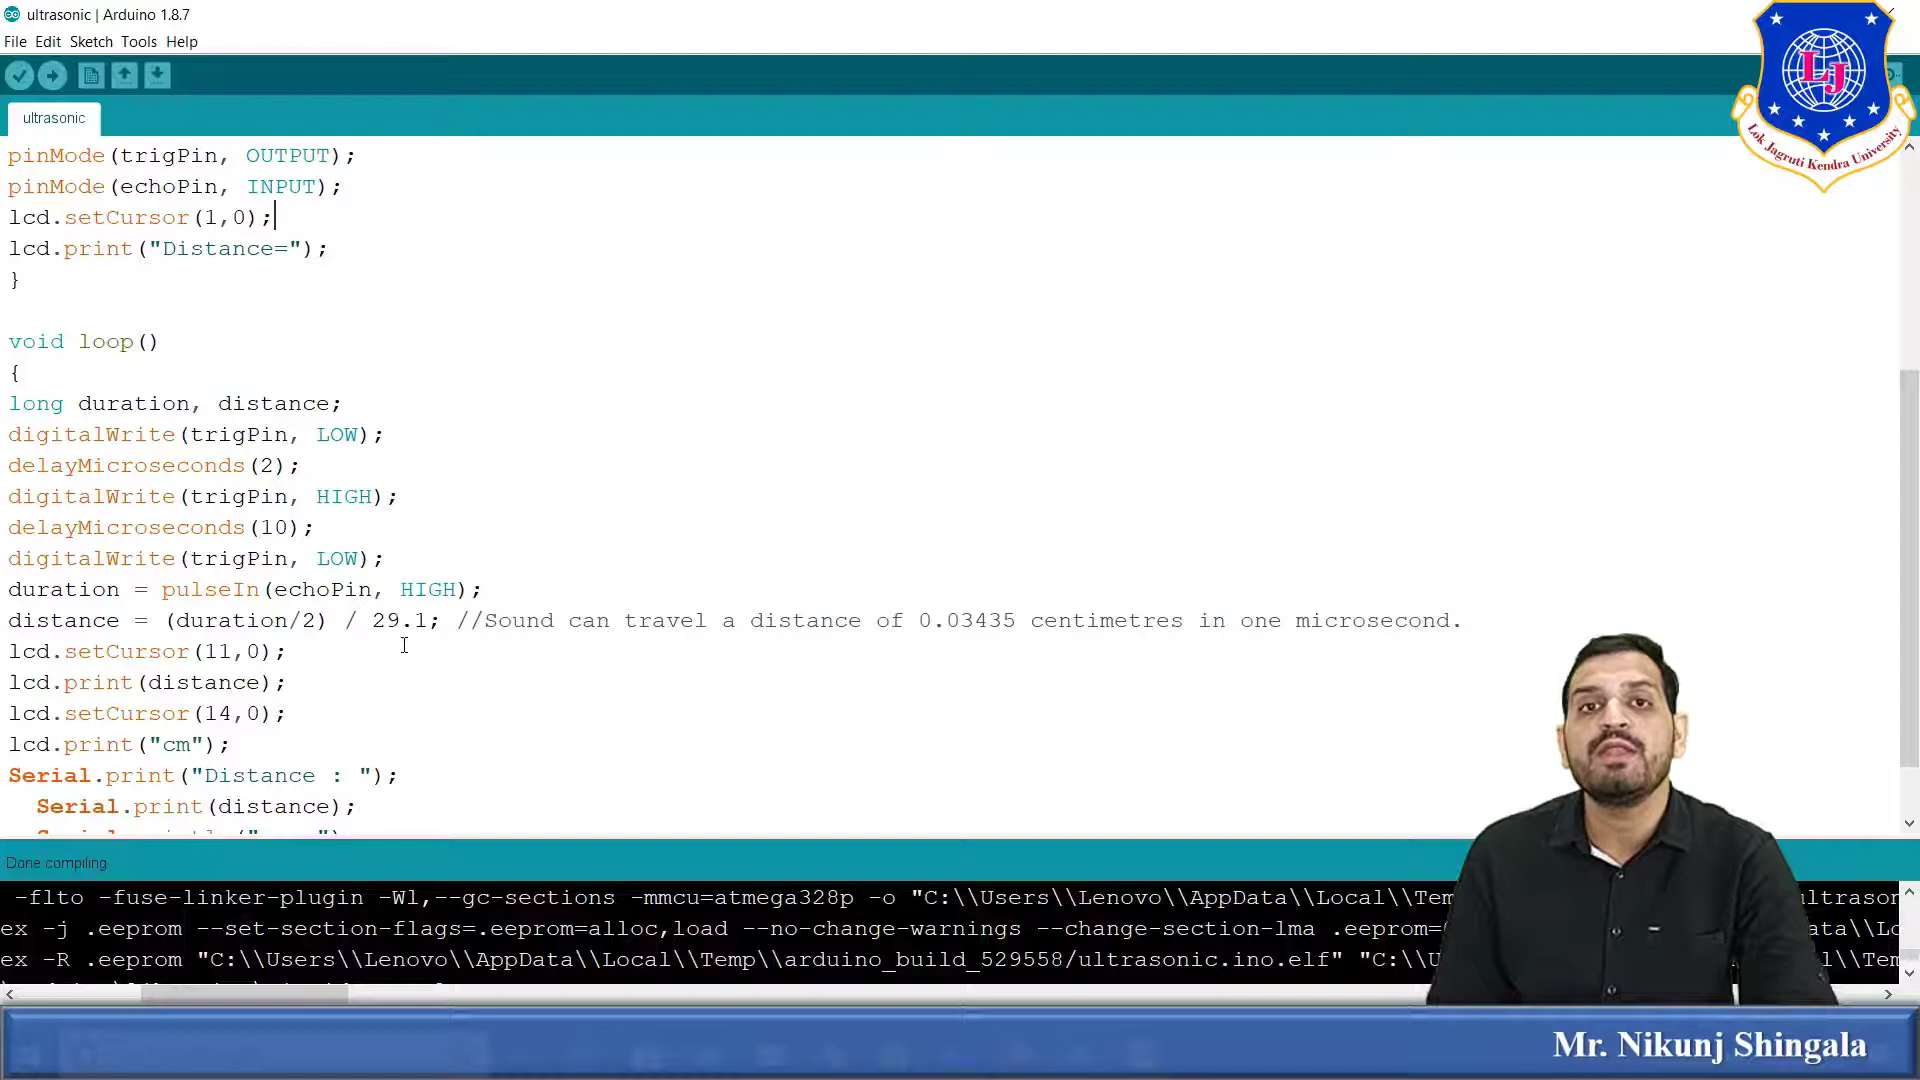 ultrasonic | Arduino 1.8.7
File Edit Sketch Tools Help
LJ
Lok Jagruti Kendra University
ultrasonic
pinMode(trigPin, OUTPUT);
pinMode(echoPin, INPUT);
lcd.setCursor(1,0);
lcd.print("Distance=");
}
void loop()
{
long duration, distance;
digitalWrite(trigPin, LOW);
delayMicroseconds(2);
digitalWrite(trigPin, HIGH);
delayMicroseconds(10);
digitalWrite(trigPin, LOW);
duration = pulseIn(echoPin, HIGH);
distance = (duration/2) / 29.1; //Sound can travel a distance of 0.03435 centimetres in one microsecond.
lcd.setCursor(11,0);
lcd.print(distance);
lcd.setCursor(14,0);
lcd.print("cm");
Serial.print("Distance : ");
Serial.print(distance);
Done compiling
-flto -fuse-linker-plugin -Wl,--gc-sections -mmcu=atmega328p -o "C:\\Users\\Lenovo\\AppData\\Local\\Tem ultrason
ex -j .eeprom --set-section-flags=.eeprom=alloc,load --no-change-warnings --change-section-lma .eeprom= ata\\Lo
ex -R .eeprom "C:\\Users\\Lenovo\\AppData\\Local\\Temp\\arduino_build_529558/ultrasonic.ino.elf" "C:\\U l\\Tem
Mr. Nikunj Shingala